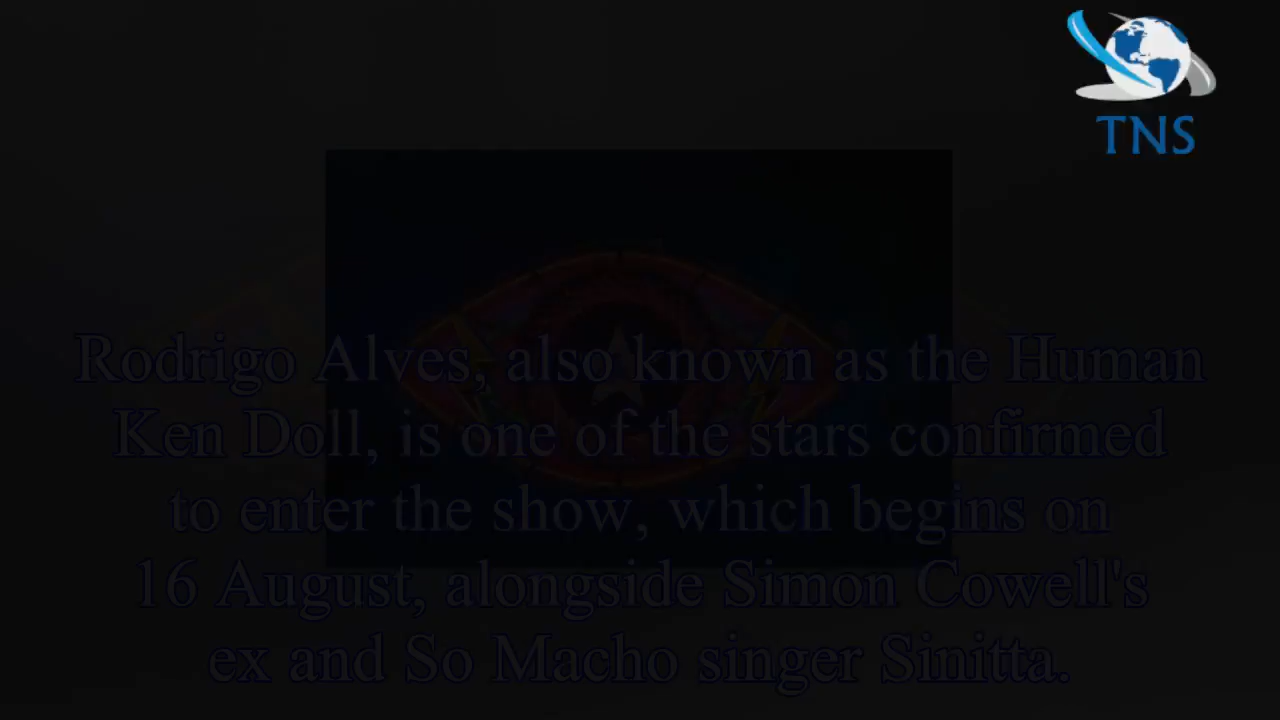 TNS
Rodrigo Alves, also known as the Human
Ken Doll, is one of the stars confirmed
to enter the show, which begins on
16 August, alongside Simon Cowell's
ex and So Macho singer Sinitta.